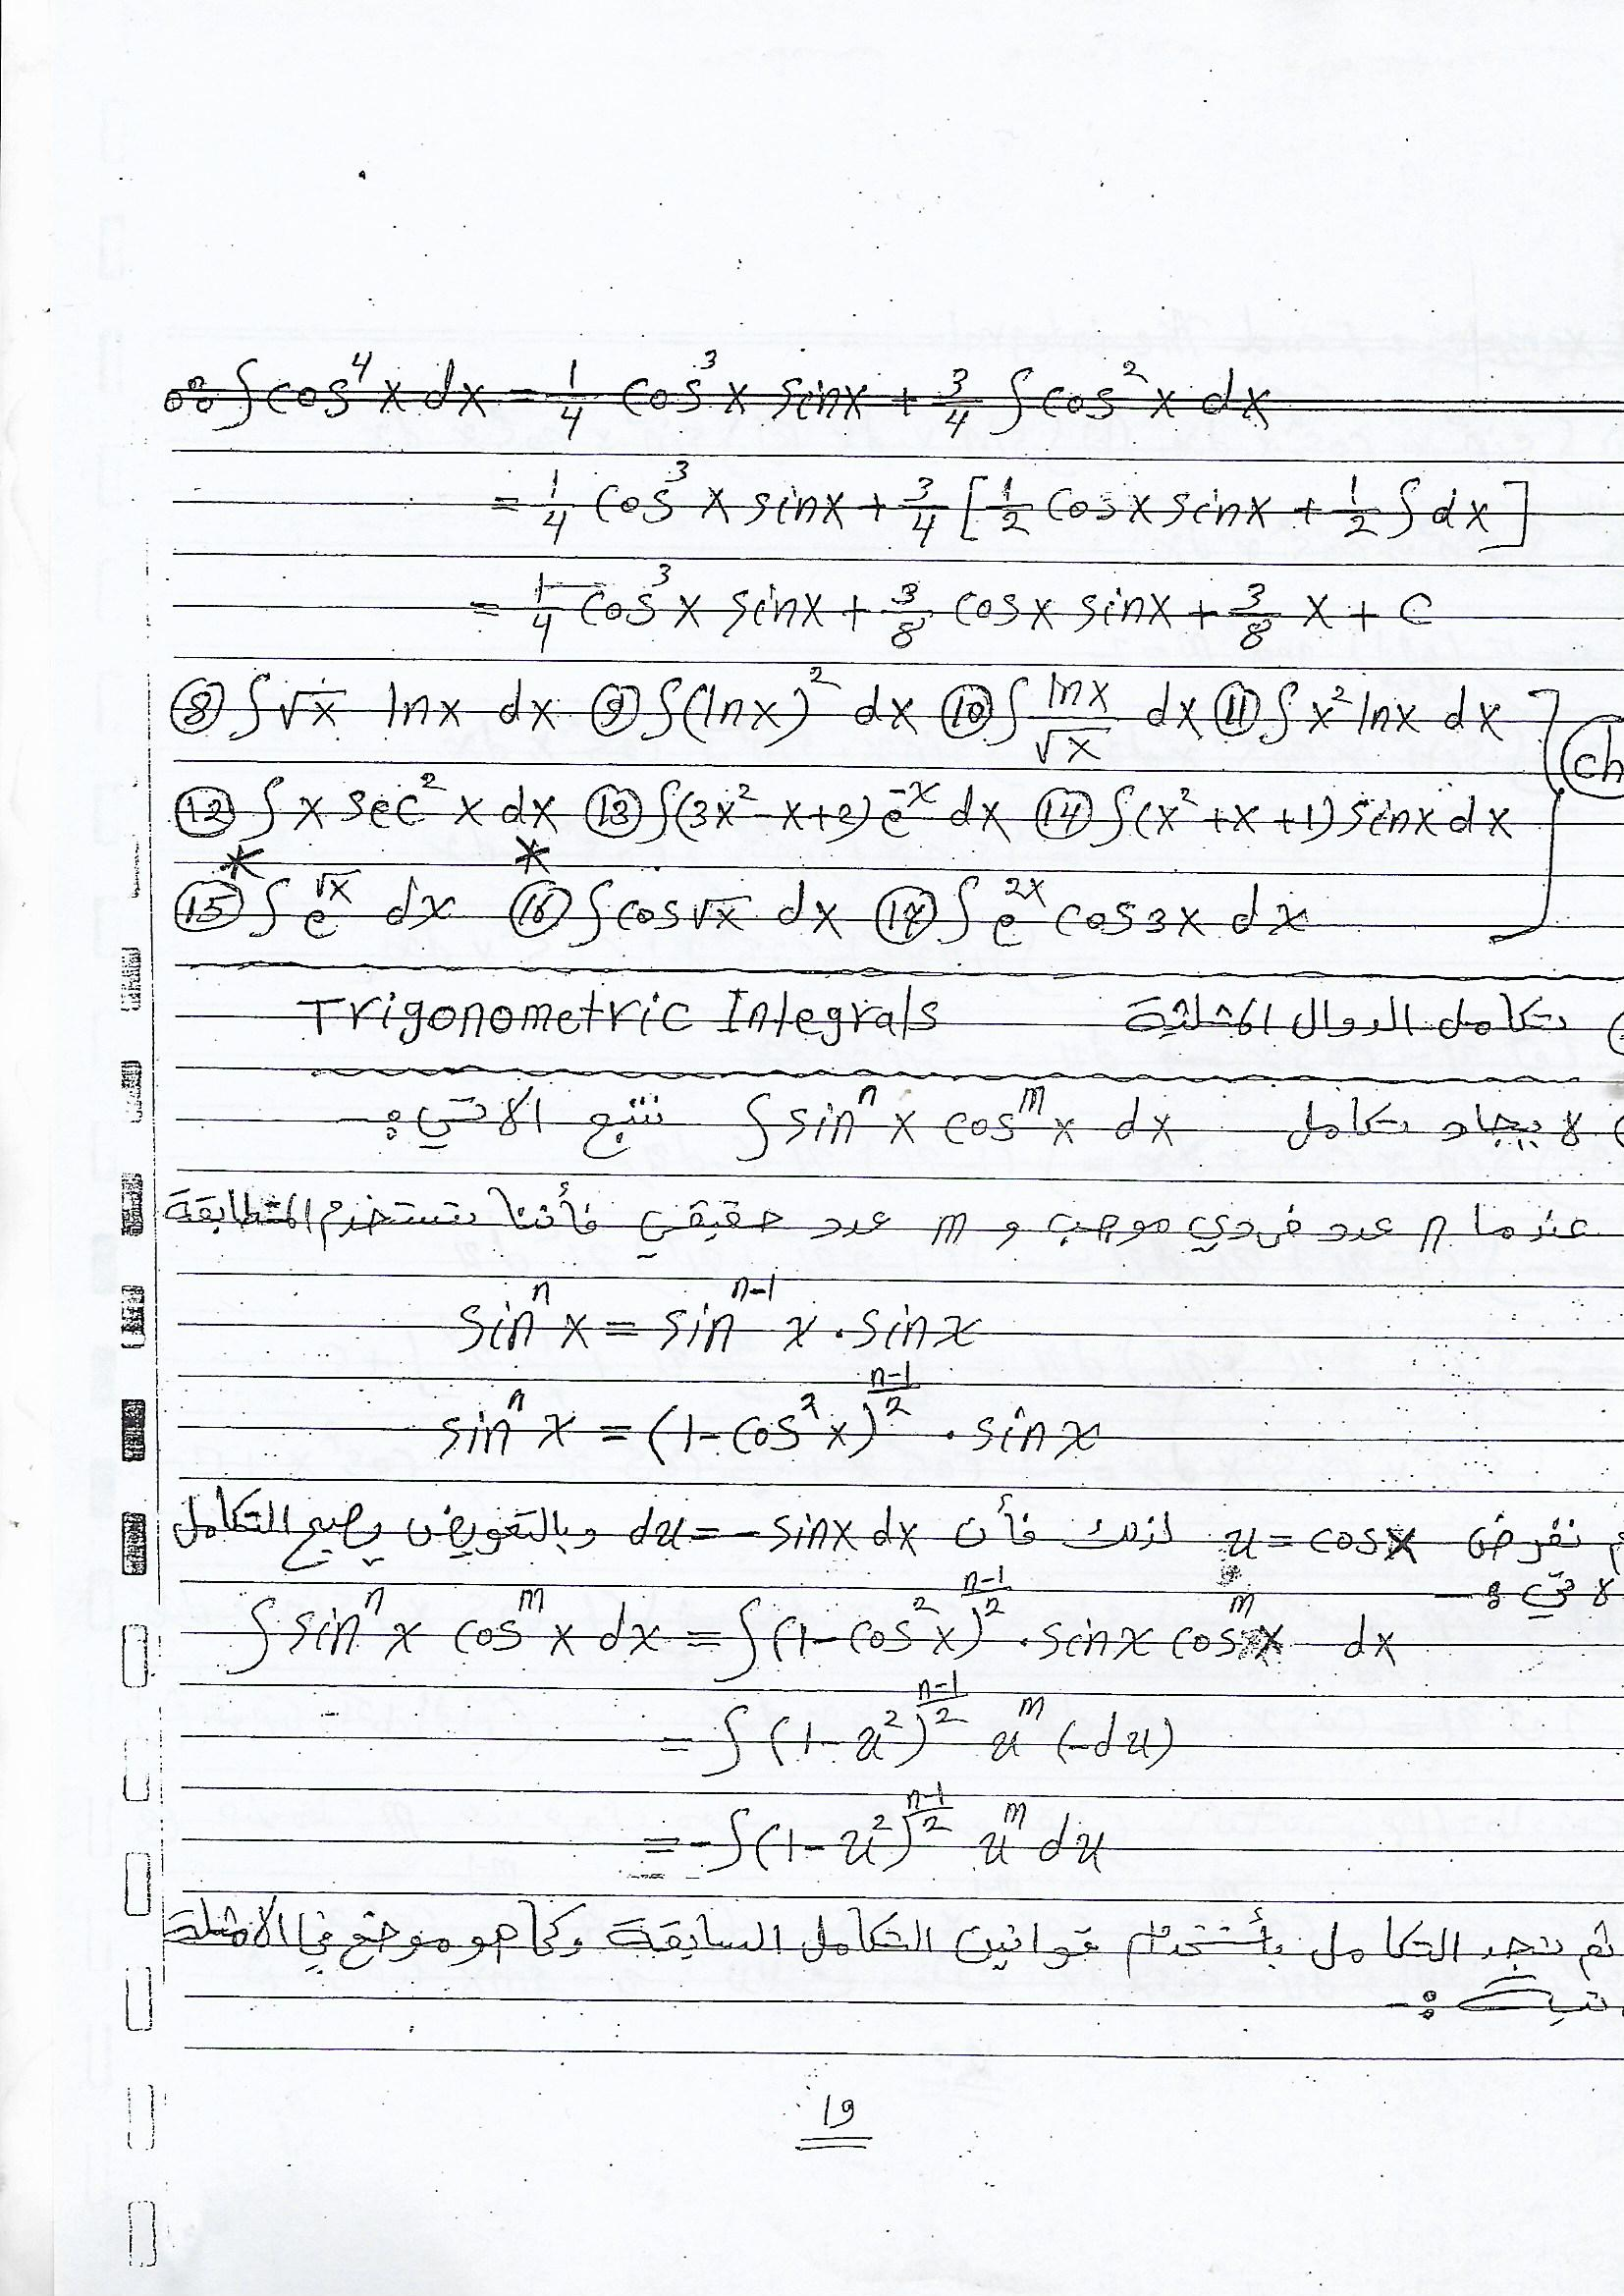 ∴ ∫cos⁴x dx = 1/4 cos³x sinx + 3/4 ∫cos²x dx
= 1/4 cos³x sinx + 3/4 [1/2 cosx sinx + 1/2 ∫dx]
= 1/4 cos³x sinx + 3/8 cosx sinx + 3/8 x + c
⑧ ∫√x lnx dx ⑨ ∫(lnx)² dx ⑩ ∫ lnx/√x dx ⑪ ∫x² lnx dx
(ch
⑫ ∫x sec²x dx ⑬ ∫(3x²-x+2)e⁻ˣ dx ⑭ ∫(x²+x+1) sinx dx
* *
⑮ ∫e^√x dx ⑯ ∫cos√x dx ⑰ ∫e^2x cos3x dx
Trigonometric Integrals تكامل الدوال المثلثية
لايجاد تكامل ∫sinⁿx cosᵐx dx نتبع الاتي :-
عندما n عدد فردي موجب و m عدد حقيقي فأننا نستخدم المتطابقة
sinⁿx = sinⁿ⁻¹x . sinx
sinⁿx = (1-cos²x)^((n-1)/2) . sinx
نفرض u = cosx لذلك فأن du = -sinx dx وبالتعويض يصبح التكامل
لاتي :-
∫sinⁿx cosᵐx dx = ∫(1-cos²x)^((n-1)/2) . sinx cosᵐx dx
= ∫(1-u²)^((n-1)/2) uᵐ (-du)
= -∫(1-u²)^((n-1)/2) uᵐ du
ثم نجد التكامل بأستخدام قوانين التكامل السابقة وكما هو موضح في الامثلة
:-
19